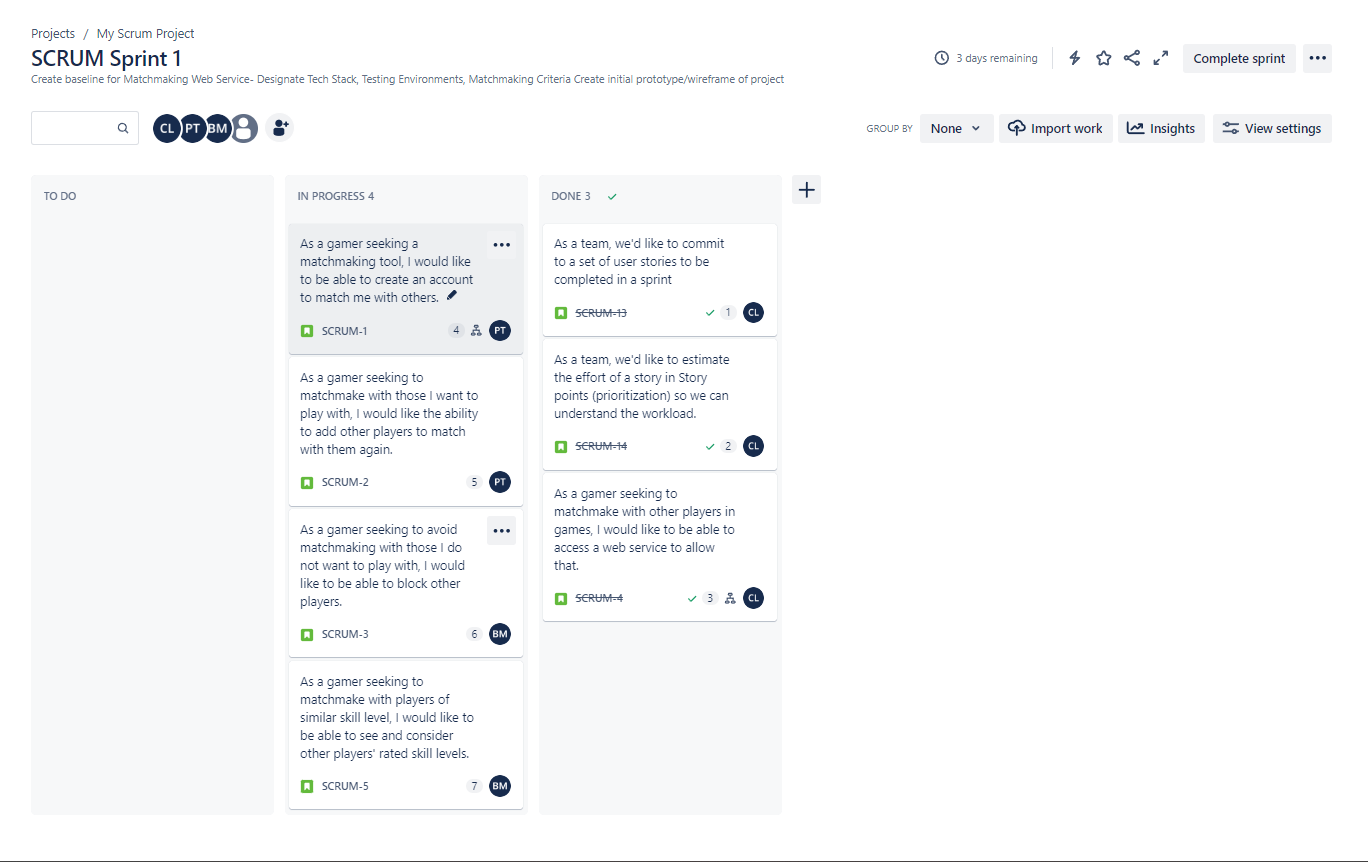 Projects / My Scrum Project
SCRUM Sprint 1
3 days remaining
Complete sprint
Create baseline for Matchmaking Web Service- Designate Tech Stack, Testing Environments, Matchmaking Criteria Create initial prototype/wireframe of project
CL PT BM
GROUP BY
None
Import work
Insights
View settings
TO DO
IN PROGRESS 4
As a gamer seeking a
matchmaking tool, I would like
to be able to create an account
to match me with others.
SCRUM-1 4 PT
As a gamer seeking to
matchmake with those I want to
play with, I would like the ability
to add other players to match
with them again.
SCRUM-2 5 PT
As a gamer seeking to avoid
matchmaking with those I do
not want to play with, I would
like to be able to block other
players.
SCRUM-3 6 BM
As a gamer seeking to
matchmake with players of
similar skill level, I would like to
be able to see and consider
other players' rated skill levels.
SCRUM-5 7 BM
DONE 3
As a team, we'd like to commit
to a set of user stories to be
completed in a sprint
SCRUM-13 1 CL
As a team, we'd like to estimate
the effort of a story in Story
points (prioritization) so we can
understand the workload.
SCRUM-14 2 CL
As a gamer seeking to
matchmake with other players in
games, I would like to be able to
access a web service to allow
that.
SCRUM-4 3 CL